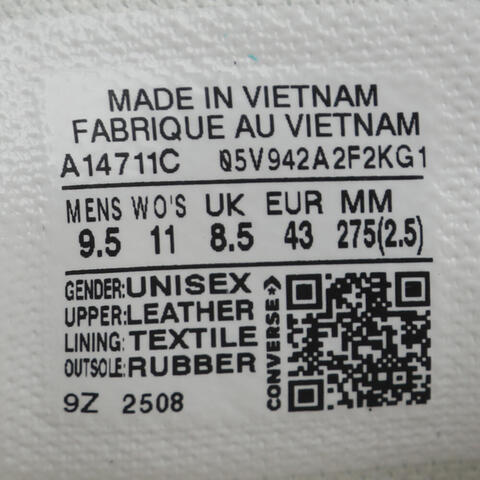 MADE IN VIETNAM
FABRIQUE AU VIETNAM
A14711C 05V942A2F2KG1
MENS WO'S UK EUR MM
9.5 11 8.5 43 275(2.5)
GENDER:UNISEX
UPPER:LEATHER
LINING:TEXTILE
OUTSOLE:RUBBER
CONVERSE
9Z 2508